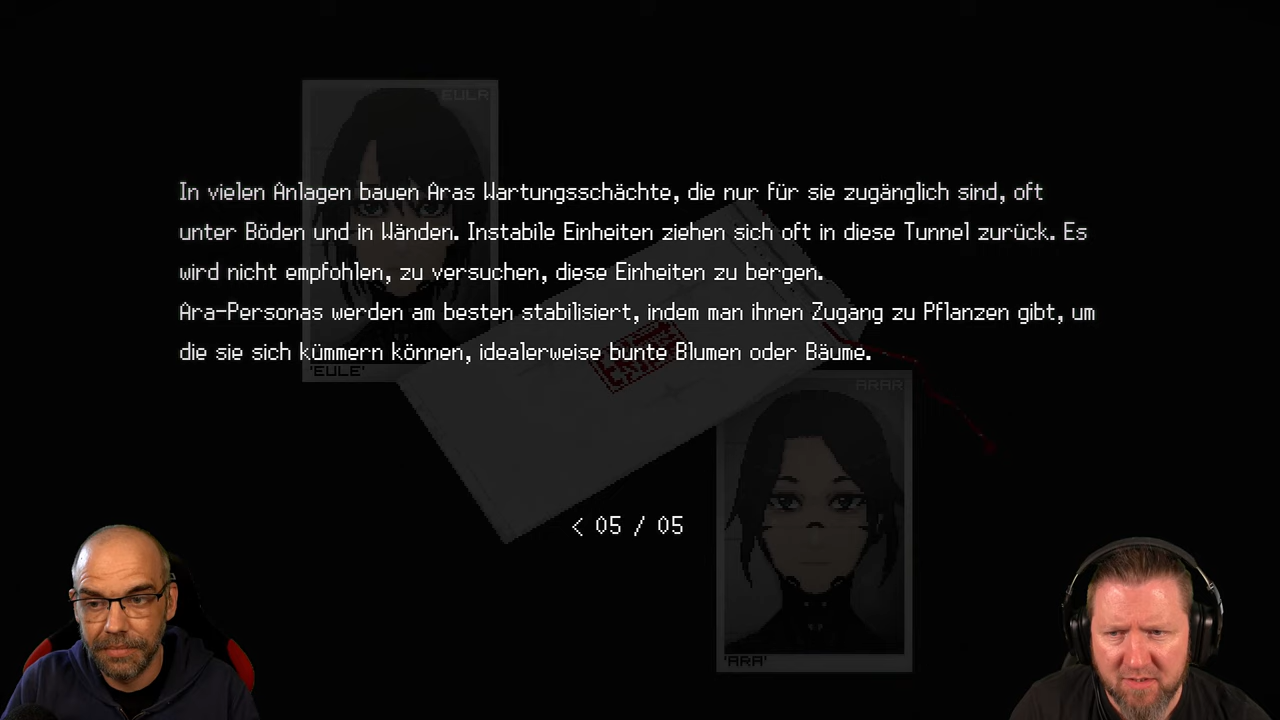 EULR
In vielen Anlagen bauen Aras Wartungsschächte, die nur für sie zugänglich sind, oft
unter Böden und in Wänden. Instabile Einheiten ziehen sich oft in diese Tunnel zurück. Es
wird nicht empfohlen, zu versuchen, diese Einheiten zu bergen.
Ara-Personas werden am besten stabilisiert, indem man ihnen Zugang zu Pflanzen gibt, um
die sie sich kümmern können, idealerweise bunte Blumen oder Bäume.
'EULE'
ARAR
< 05 / 05
'ARA'